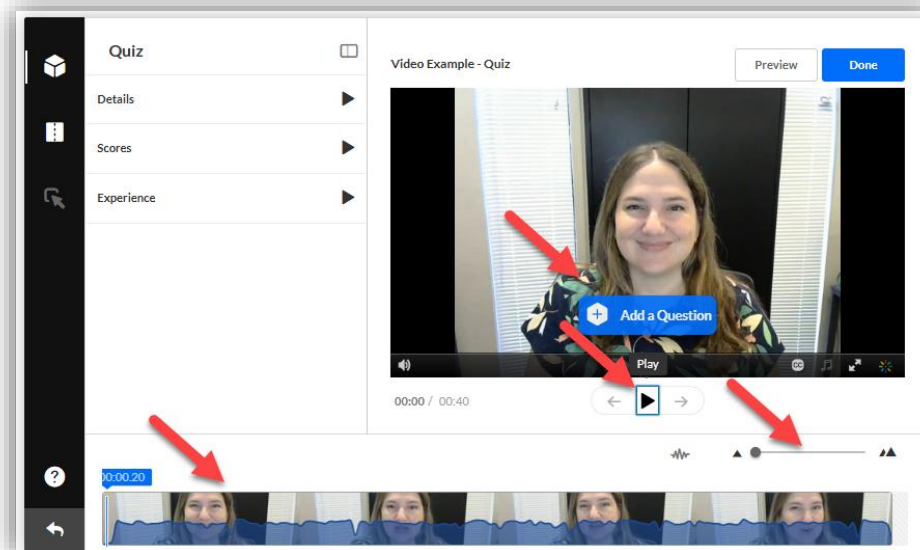 Quiz
Video Example - Quiz
Preview
Done
Details
Scores
Experience
Add a Question
Play
CC
00:00 / 00:40
?
00:00.20